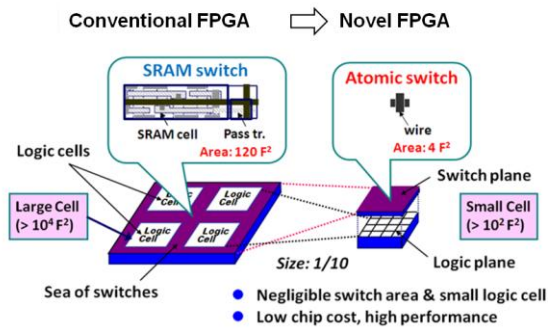 Conventional FPGA
Novel FPGA
SRAM switch
SRAM cell
Pass tr.
Area: 120 F²
Atomic switch
wire
Area: 4 F²
Logic cells
Switch plane
Large Cell
(> 10⁴ F²)
Logic
Cell
Logic
Cell
Logic
Cell
Logic
Cell
Small Cell
(> 10² F²)
Logic plane
Sea of switches
Size: 1/10
● Negligible switch area & small logic cell
● Low chip cost, high performance